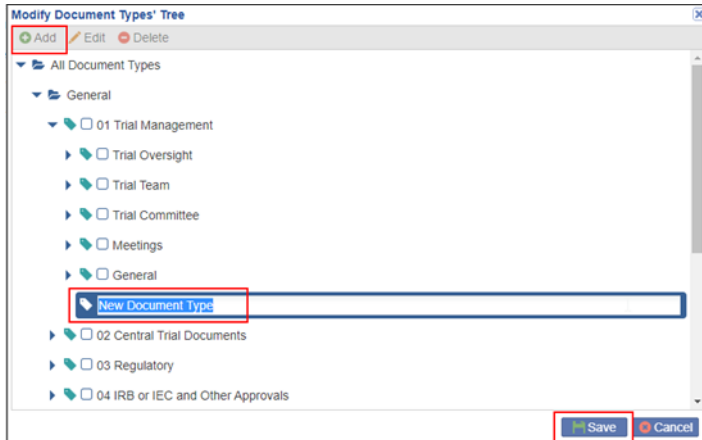 Modify Document Types' Tree
Add Edit Delete
All Document Types
General
01 Trial Management
Trial Oversight
Trial Team
Trial Committee
Meetings
General
New Document Type
02 Central Trial Documents
03 Regulatory
04 IRB or IEC and Other Approvals
Save Cancel